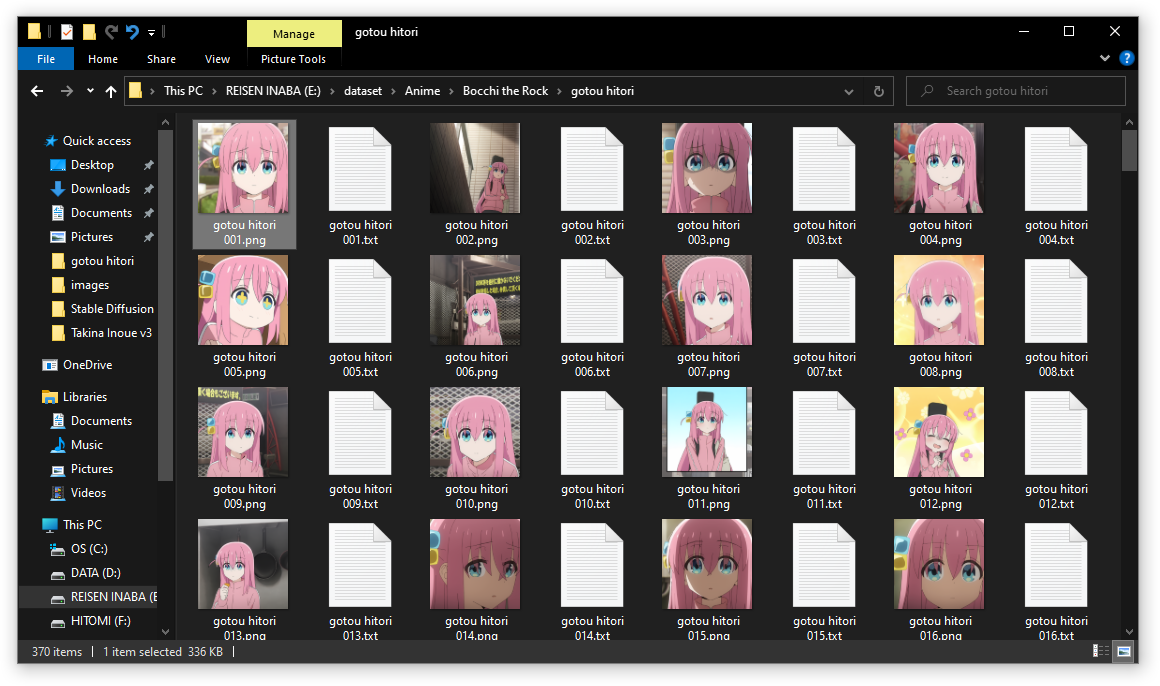 Manage
gotou hitori
File
Home
Share
View
Picture Tools
This PC
REISEN INABA (E:)
dataset
Anime
Bocchi the Rock
gotou hitori
Search gotou hitori
Quick access
Desktop
Downloads
Documents
Pictures
gotou hitori
images
Stable Diffusion
Takina Inoue v3
OneDrive
Libraries
Documents
Music
Pictures
Videos
This PC
OS (C:)
DATA (D:)
REISEN INABA (E
HITOMI (F:)
gotou hitori
001.png
gotou hitori
001.txt
gotou hitori
002.png
gotou hitori
002.txt
gotou hitori
003.png
gotou hitori
003.txt
gotou hitori
004.png
gotou hitori
004.txt
gotou hitori
005.png
gotou hitori
005.txt
gotou hitori
006.png
gotou hitori
006.txt
gotou hitori
007.png
gotou hitori
007.txt
gotou hitori
008.png
gotou hitori
008.txt
gotou hitori
009.png
gotou hitori
009.txt
gotou hitori
010.png
gotou hitori
010.txt
gotou hitori
011.png
gotou hitori
011.txt
gotou hitori
012.png
gotou hitori
012.txt
gotou hitori
013.png
gotou hitori
013.txt
gotou hitori
014.png
gotou hitori
014.txt
gotou hitori
015.png
gotou hitori
015.txt
gotou hitori
016.png
gotou hitori
016.txt
370 items
1 item selected 336 KB